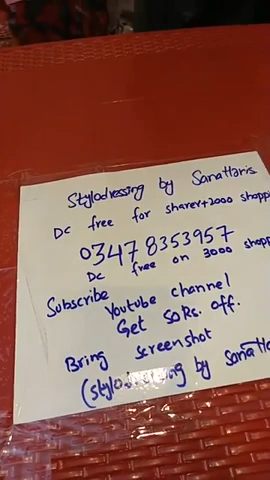 Stylodressing by SanaHaris
Dc free for sharer+2000 shopp
03478353957
Dc free on 3000 shopp
Subscribe Youtube channel
Get 50Rs. off.
Bring screenshot
(stylo by SanaHa